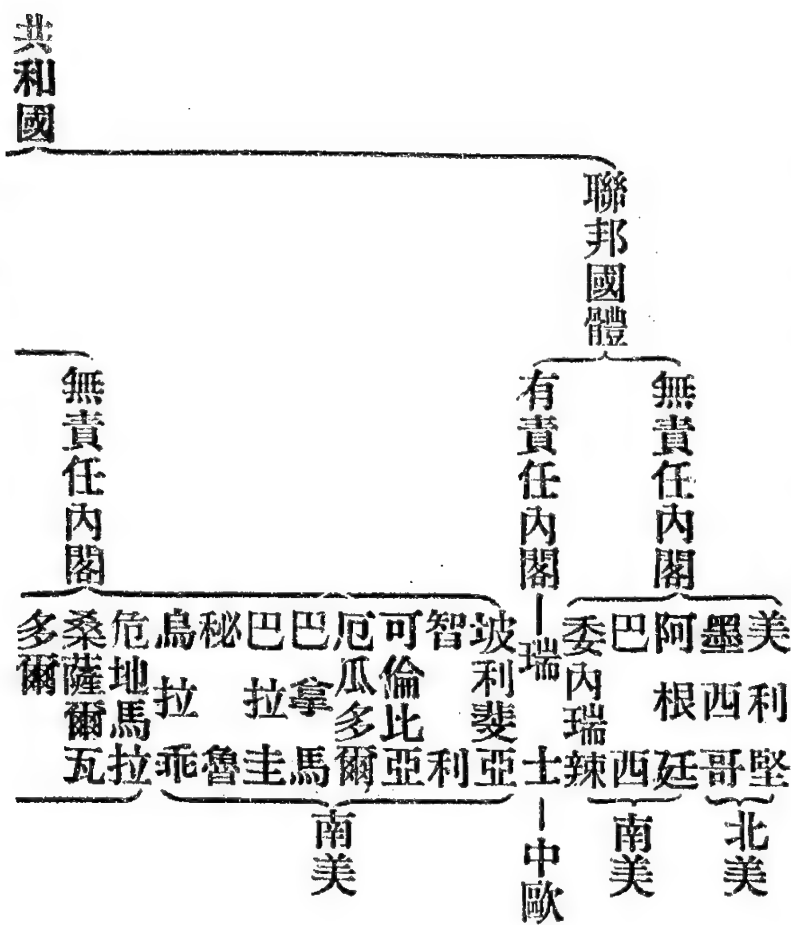 共和國
聯邦國體
無責任內閣
美利堅
墨西哥
北美
阿根廷
巴西
委內瑞辣
南美
有責任內閣
瑞士
中歐
無責任內閣
坡利斐亞
智利
可倫比亞
厄瓜多爾
巴拿馬
巴拉圭
秘魯
烏拉乖
南美
危地馬拉
桑薩爾瓦
多爾